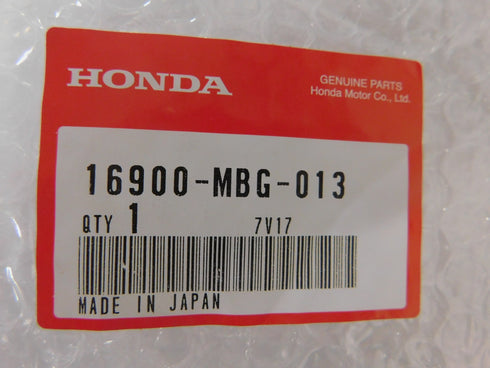 HONDA
GENUINE PARTS
Honda Motor Co., Ltd.
16900-MBG-013
QTY 1 7V17
MADE IN JAPAN